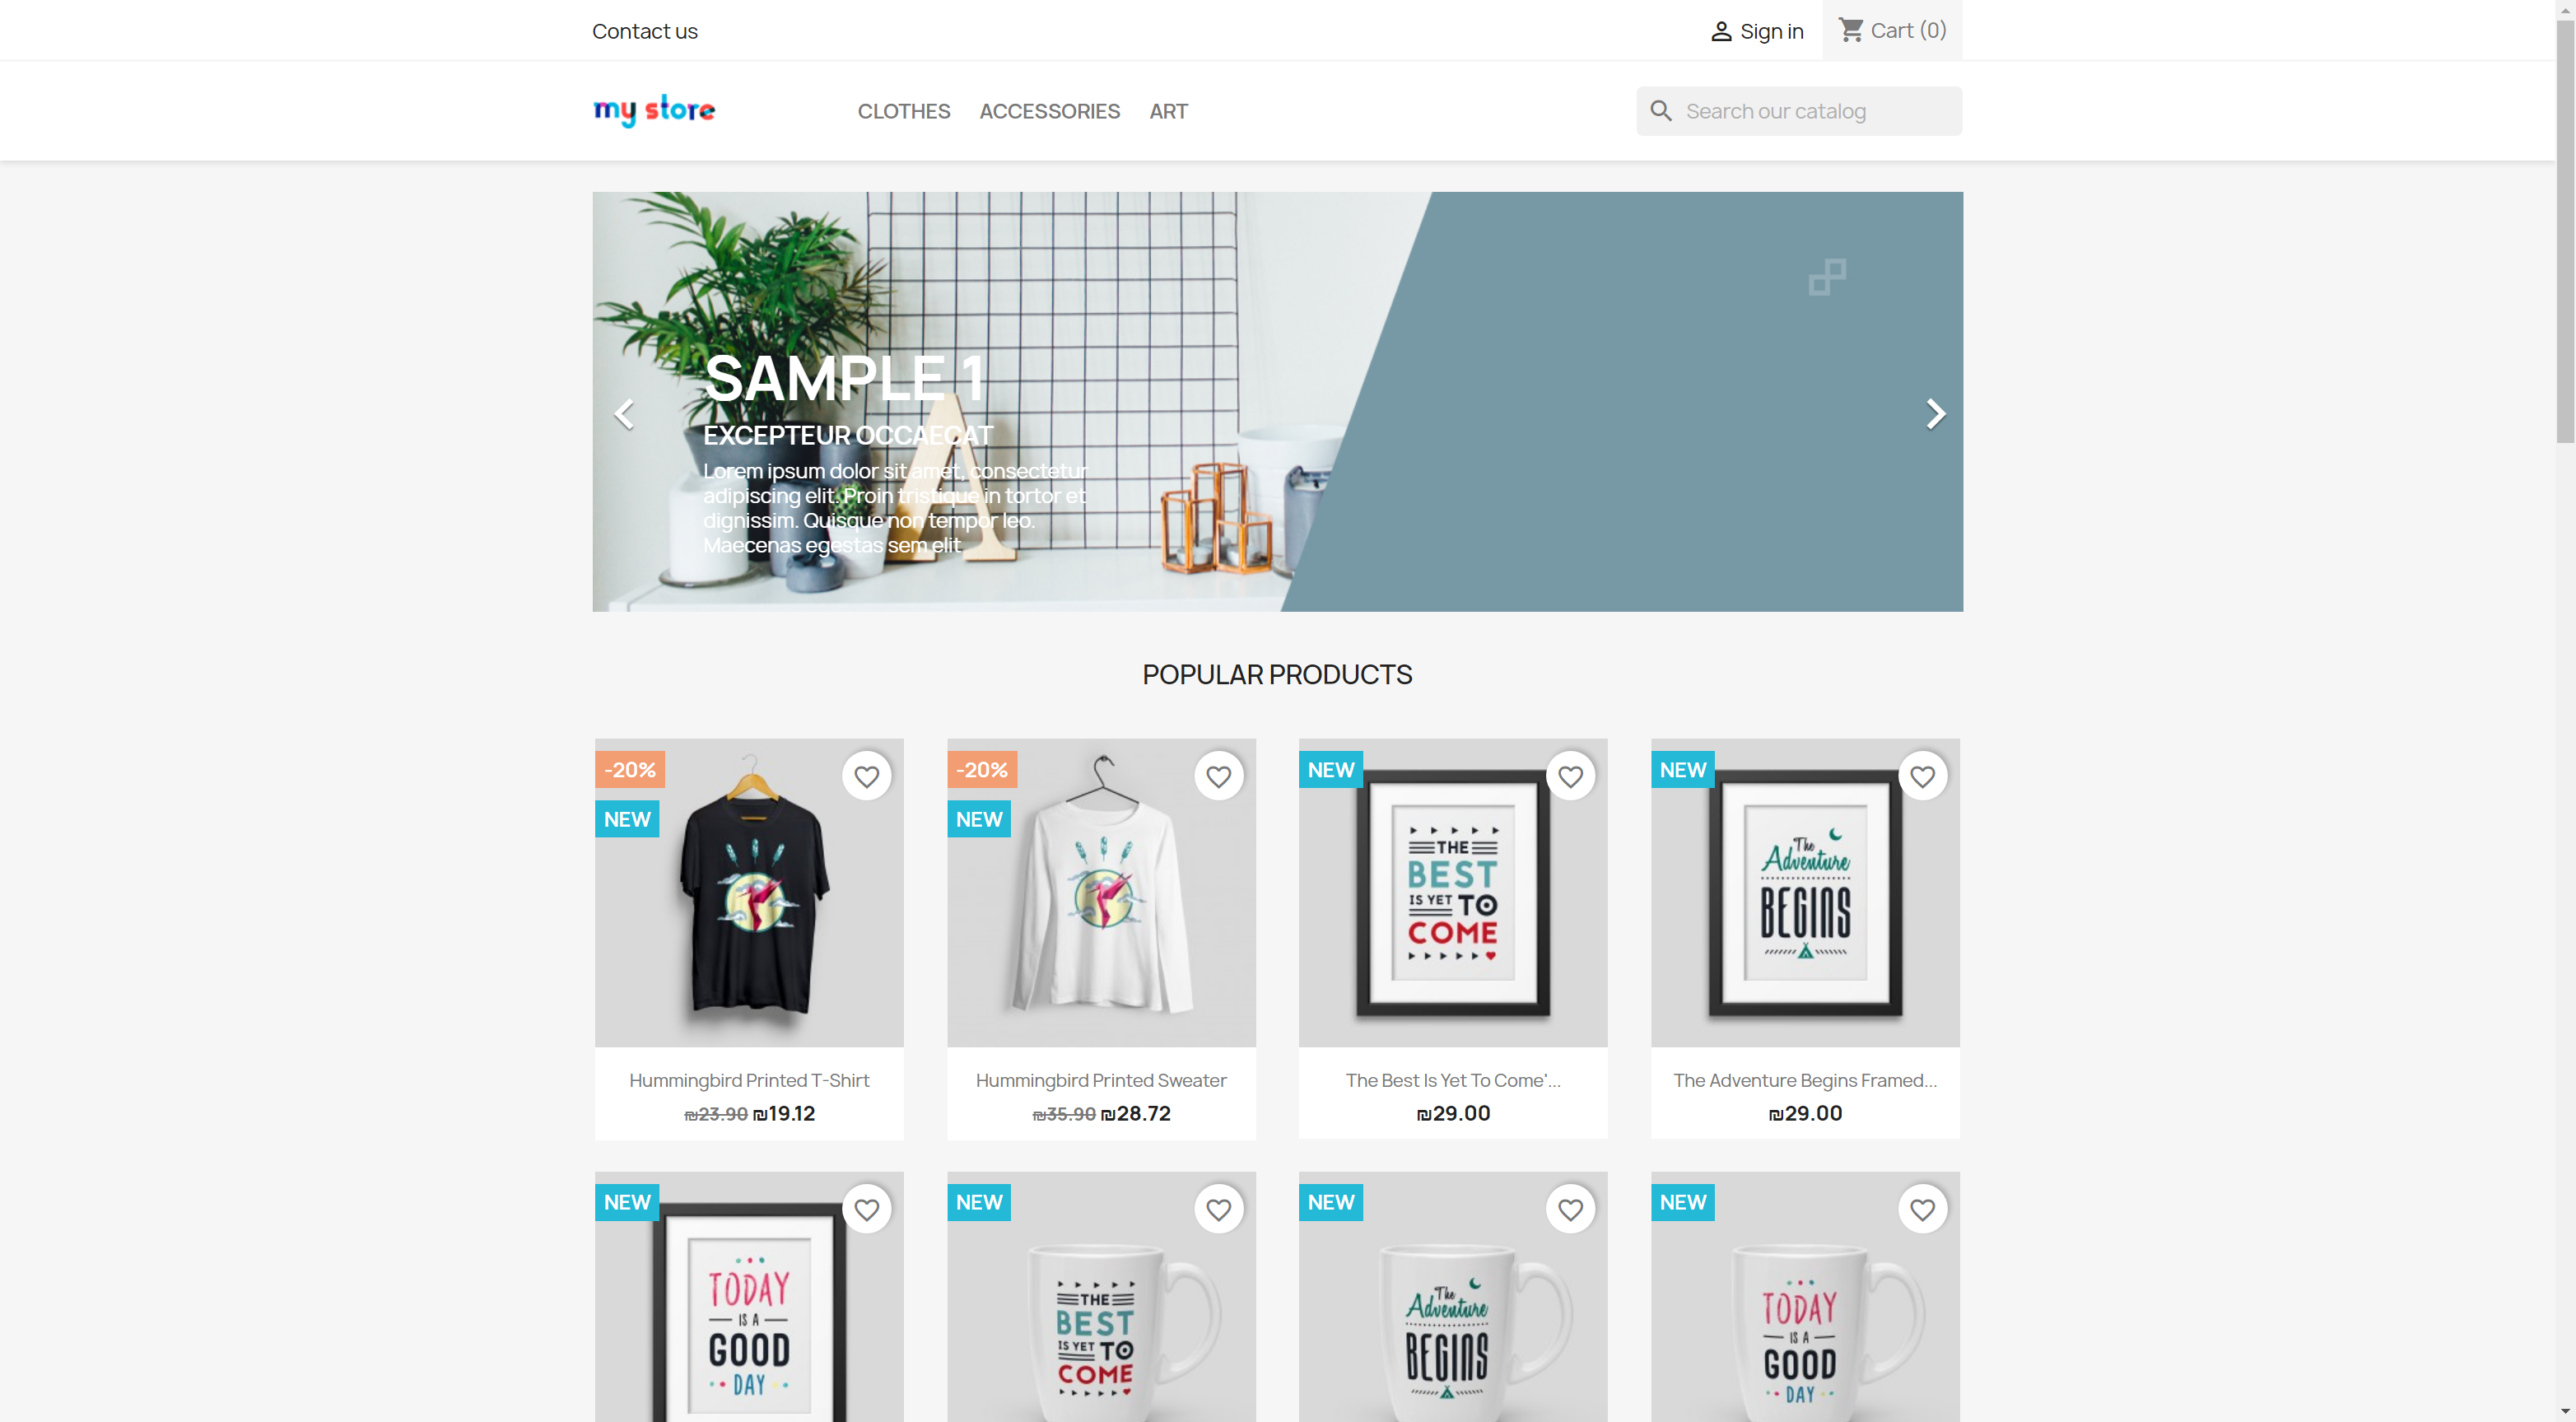 Contact us
Sign in
Cart (0)
my store
CLOTHES
ACCESSORIES
ART
Search our catalog
SAMPLE 1
EXCEPTEUR OCCAECAT
Lorem ipsum dolor sit amet, consectetur
adipiscing elit. Proin tristique in tortor et
dignissim. Quisque non tempor leo.
Maecenas egestas sem elit
POPULAR PRODUCTS
-20%
NEW
Hummingbird Printed T-Shirt
₪23.90 ₪19.12
-20%
NEW
Hummingbird Printed Sweater
₪35.90 ₪28.72
NEW
THE
BEST
IS YET TO
COME
The Best Is Yet To Come'...
₪29.00
NEW
The
Adventure
BEGINS
The Adventure Begins Framed...
₪29.00
NEW
TODAY
IS A
GOOD
DAY
NEW
THE
BEST
IS YET TO
COME
NEW
The
Adventure
BEGINS
NEW
TODAY
IS A
GOOD
DAY